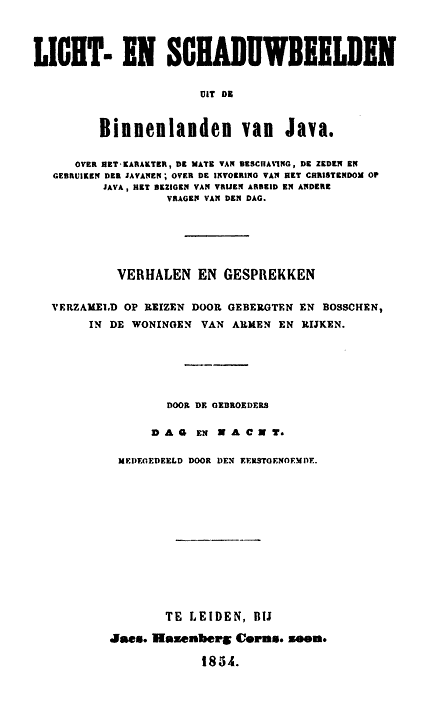 LICHT- EN SCHADUWBEELDEN
UIT DE
Binnenlanden van Java.
OVER HET KARAKTER, DE MATE VAN BESCHAVING, DE ZEDEN EN
GEBRUIKEN DER JAVANEN; OVER DE INVOERING VAN HET CHRISTENDOM OP
JAVA, HET BEZIGEN VAN VRIJEN ARBEID EN ANDERE
VRAGEN VAN DEN DAG.
VERHALEN EN GESPREKKEN
VERZAMELD OP REIZEN DOOR GEBERGTEN EN BOSSCHEN,
IN DE WONINGEN VAN ARMEN EN RIJKEN.
DOOR DE GEBROEDERS
DAG EN NACHT.
MEDEGEDEELD DOOR DEN EERSTGENOEMDE.
TE LEIDEN, BIJ
Jacs. Hazenberg Corns. zoon.
1854.